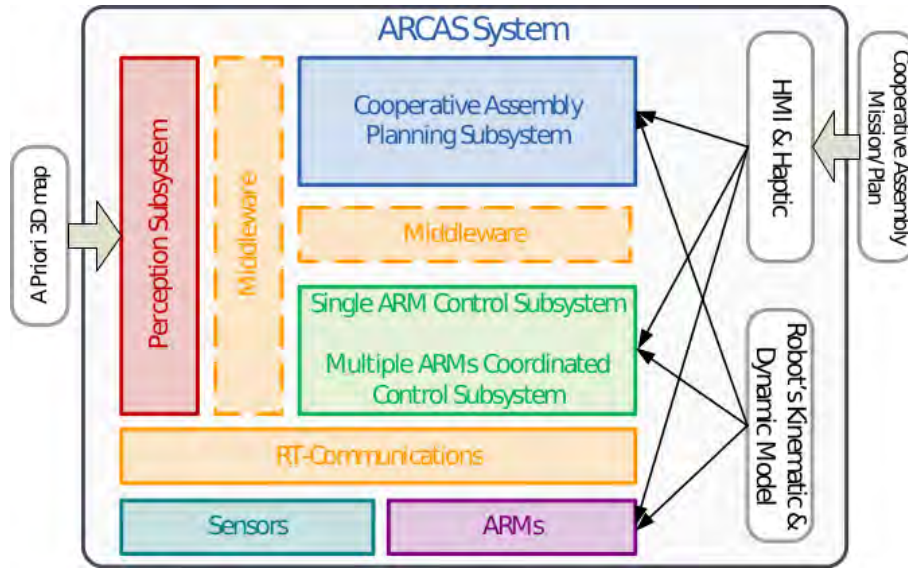 ARCAS System
A Priori 3D map
Perception Subsystem
Middleware
Cooperative Assembly
Planning Subsystem
Middleware
Single ARM Control Subsystem
Multiple ARMs Coordinated
Control Subsystem
RT-Communications
Sensors
ARMs
HMI & Haptic
Robot's Kinematic &
Dynamic Model
Cooperative Assembly
Mission/Plan